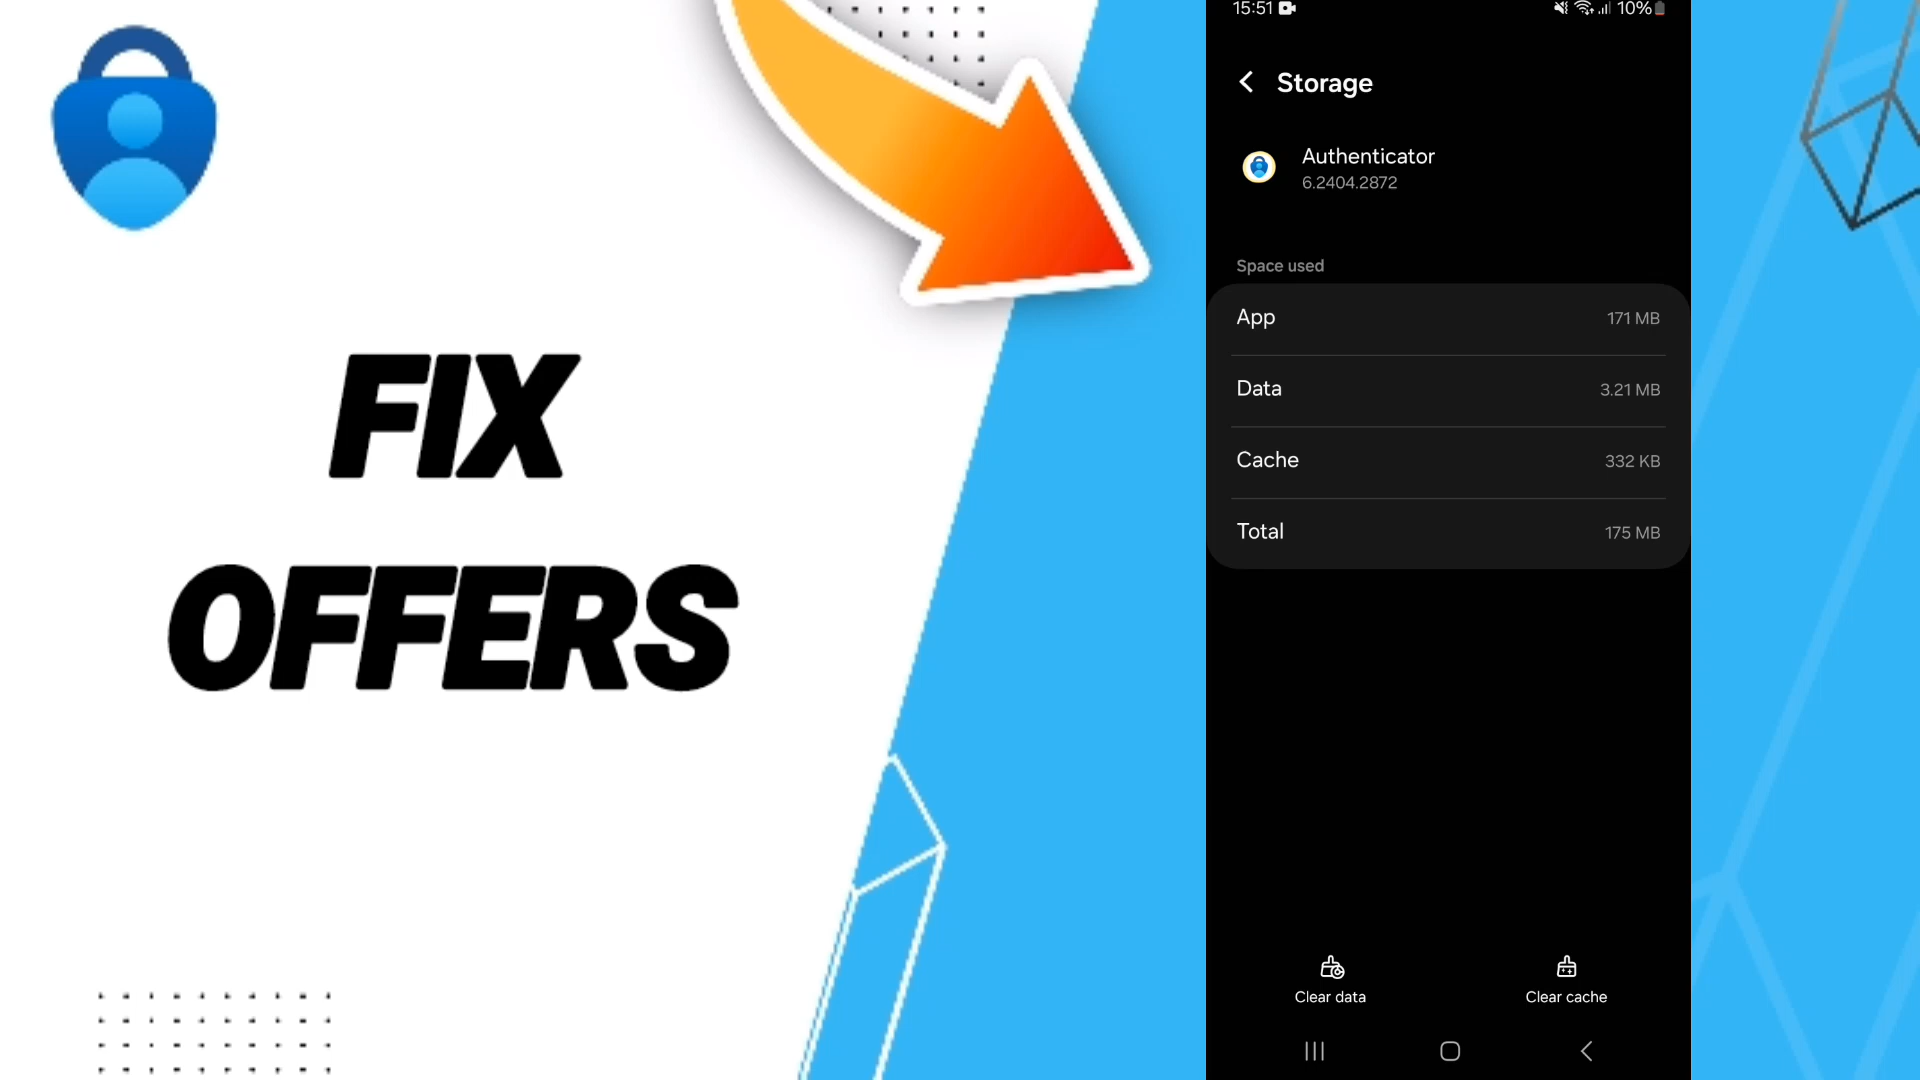 FIX
OFFERS
15:51
10%
Storage
Authenticator
6.2404.2872
Space used
App 171 MB
Data 3.21 MB
Cache 332 KB
Total 175 MB
Clear data Clear cache